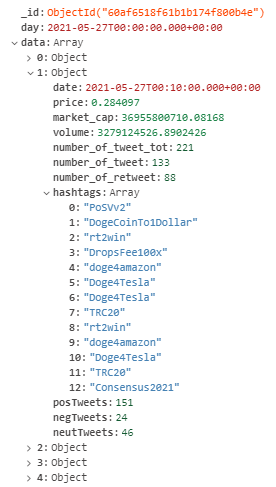 _id: ObjectId("60af6518f61b1b174f800b4e")
day: 2021-05-27T00:00:00.000+00:00
data: Array
0: Object
1: Object
date: 2021-05-27T00:10:00.000+00:00
price: 0.284097
market_cap: 36955800710.08168
volume: 3279124526.8902426
number_of_tweet_tot: 221
number_of_tweet: 133
number_of_retweet: 88
hashtags: Array
0: "PoSVv2"
1: "DogeCoinTo1Dollar"
2: "rt2win"
3: "DropsFee100x"
4: "doge4amazon"
5: "Doge4Tesla"
6: "Doge4Tesla"
7: "TRC20"
8: "rt2win"
9: "doge4amazon"
10: "Doge4Tesla"
11: "TRC20"
12: "Consensus2021"
posTweets: 151
negTweets: 24
neutTweets: 46
2: Object
3: Object
4: Object